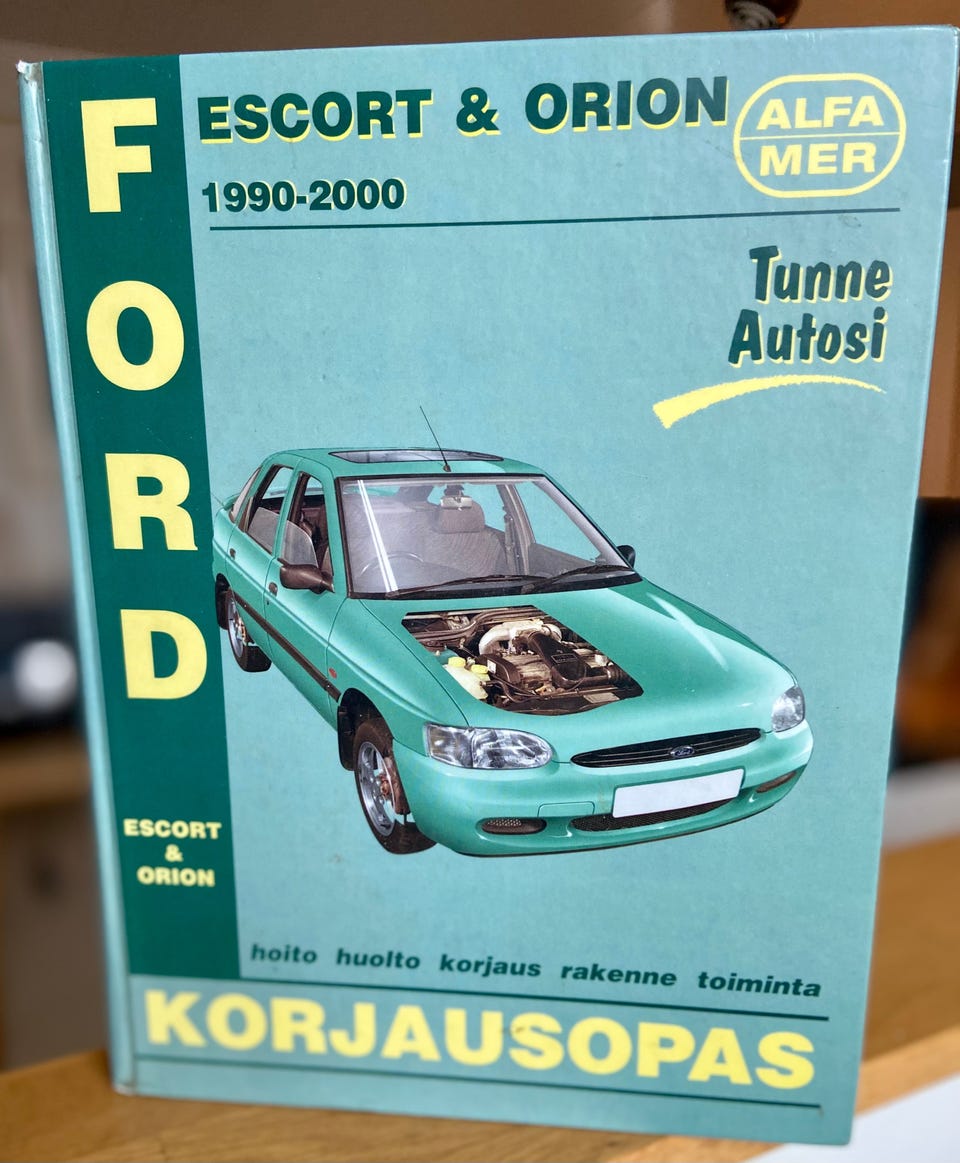 FORD
ESCORT & ORION
1990-2000
ALFA
MER
Tunne
Autosi
ESCORT
&
ORION
hoito huolto korjaus rakenne toiminta
KORJAUSOPAS